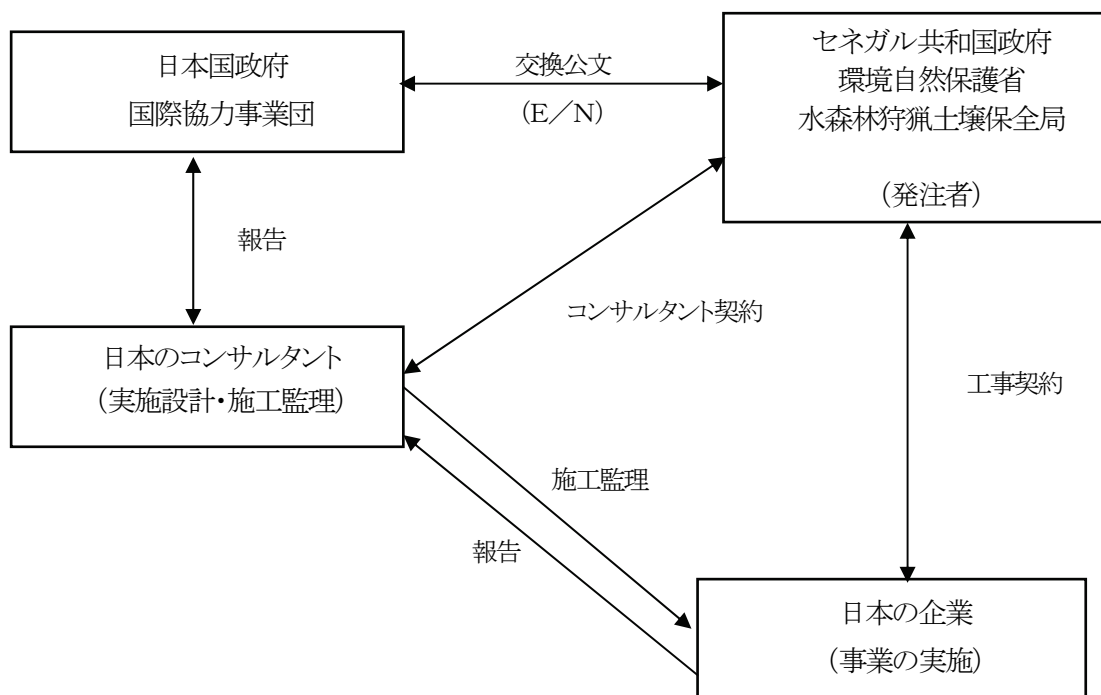 日本国政府
国際協力事業団
交換公文
(E/N)
セネガル共和国政府
環境自然保護省
水森林狩猟土壌保全局
(発注者)
報告
コンサルタント契約
日本のコンサルタント
(実施設計・施工監理)
工事契約
施工監理
報告
日本の企業
(事業の実施)